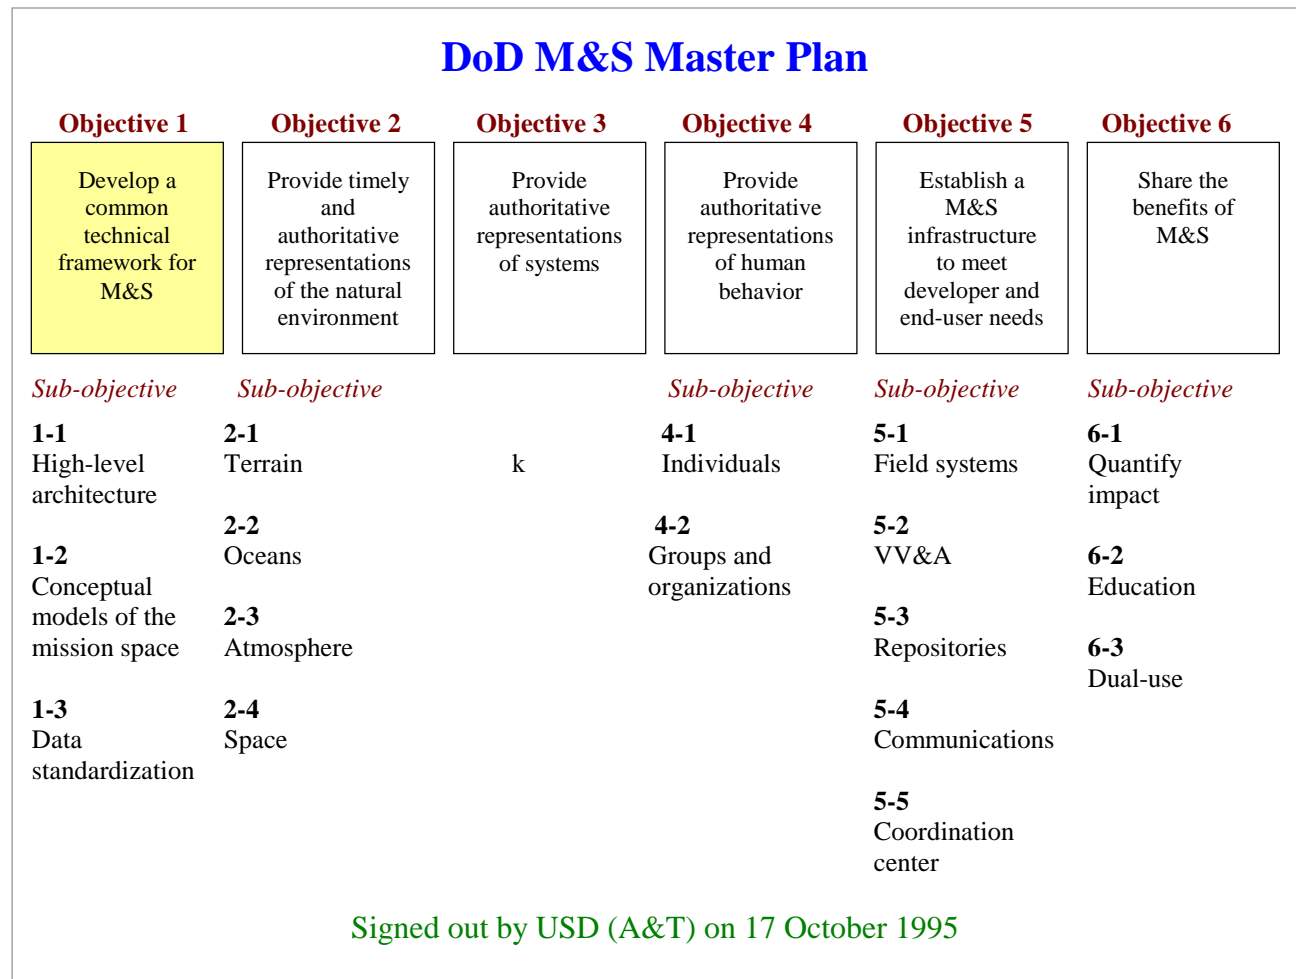 DoD M&S Master Plan
Objective 1
Develop a
common
technical
framework for
M&S
Sub-objective
1-1
High-level
architecture
1-2
Conceptual
models of the
mission space
1-3
Data
standardization
Objective 2
Provide timely
and
authoritative
representations
of the natural
environment
Sub-objective
2-1
Terrain
2-2
Oceans
2-3
Atmosphere
2-4
Space
Objective 3
Provide
authoritative
representations
of systems
k
Objective 4
Provide
authoritative
representations
of human
behavior
Sub-objective
4-1
Individuals
4-2
Groups and
organizations
Objective 5
Establish a
M&S
infrastructure
to meet
developer and
end-user needs
Sub-objective
5-1
Field systems
5-2
VV&A
5-3
Repositories
5-4
Communications
5-5
Coordination
center
Objective 6
Share the
benefits of
M&S
Sub-objective
6-1
Quantify
impact
6-2
Education
6-3
Dual-use
Signed out by USD (A&T) on 17 October 1995